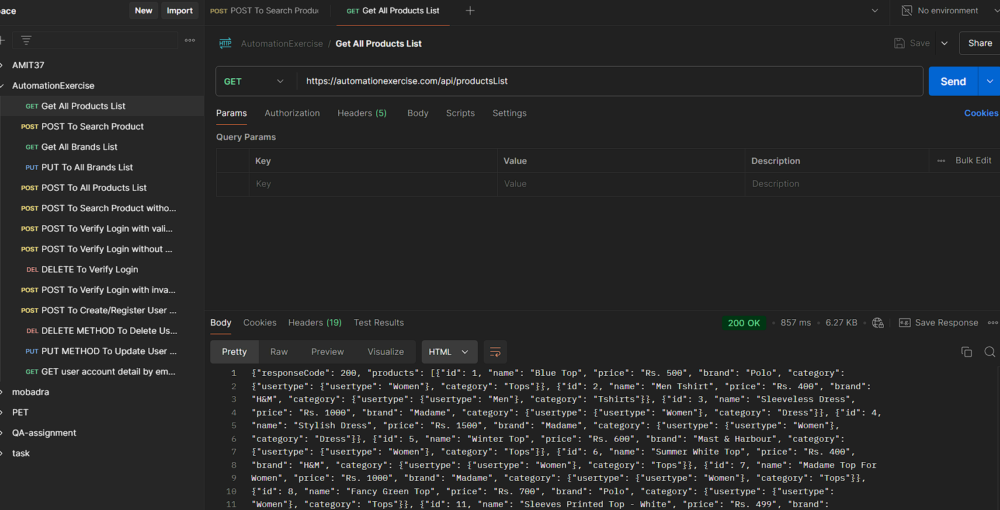 ace
New
Import
POST POST To Search Produc
GET Get All Products List
No environment
HTTP AutomationExercise / Get All Products List
Save
Share
AMIT37
AutomationExercise
GET Get All Products List
POST POST To Search Product
GET Get All Brands List
PUT PUT To All Brands List
POST POST To All Products List
POST POST To Search Product witho...
POST POST To Verify Login with vali...
POST POST To Verify Login without ...
DEL DELETE To Verify Login
POST POST To Verify Login with inva...
POST POST To Create/Register User ...
DEL DELETE METHOD To Delete Us...
PUT PUT METHOD To Update User ...
GET GET user account detail by em...
mobadra
PET
QA-assignment
task
GET https://automationexercise.com/api/productsList
Send
Params Authorization Headers (5) Body Scripts Settings
Cookies
Query Params
Key Value Description Bulk Edit
Key Value Description
Body Cookies Headers (19) Test Results
200 OK • 857 ms • 6.27 KB • e.g. Save Response
Pretty Raw Preview Visualize HTML
1 {"responseCode": 200, "products": [{"id": 1, "name": "Blue Top", "price": "Rs. 500", "brand": "Polo", "category":
2 {"usertype": {"usertype": "Women"}, "category": "Tops"}}, {"id": 2, "name": "Men Tshirt", "price": "Rs. 400", "brand":
3 "H&M", "category": {"usertype": {"usertype": "Men"}, "category": "Tshirts"}}, {"id": 3, "name": "Sleeveless Dress",
4 "price": "Rs. 1000", "brand": "Madame", "category": {"usertype": {"usertype": "Women"}, "category": "Dress"}}, {"id": 4,
5 "name": "Stylish Dress", "price": "Rs. 1500", "brand": "Madame", "category": {"usertype": {"usertype": "Women"},
6 "category": "Dress"}}, {"id": 5, "name": "Winter Top", "price": "Rs. 600", "brand": "Mast & Harbour", "category":
7 {"usertype": {"usertype": "Women"}, "category": "Tops"}}, {"id": 6, "name": "Summer White Top", "price": "Rs. 400",
8 "brand": "H&M", "category": {"usertype": {"usertype": "Women"}, "category": "Tops"}}, {"id": 7, "name": "Madame Top For
9 Women", "price": "Rs. 1000", "brand": "Madame", "category": {"usertype": {"usertype": "Women"}, "category": "Tops"}},
10 {"id": 8, "name": "Fancy Green Top", "price": "Rs. 700", "brand": "Polo", "category": {"usertype": {"usertype":
11 "Women"}, "category": "Tops"}}, {"id": 11, "name": "Sleeves Printed Top - White", "price": "Rs. 499", "brand":